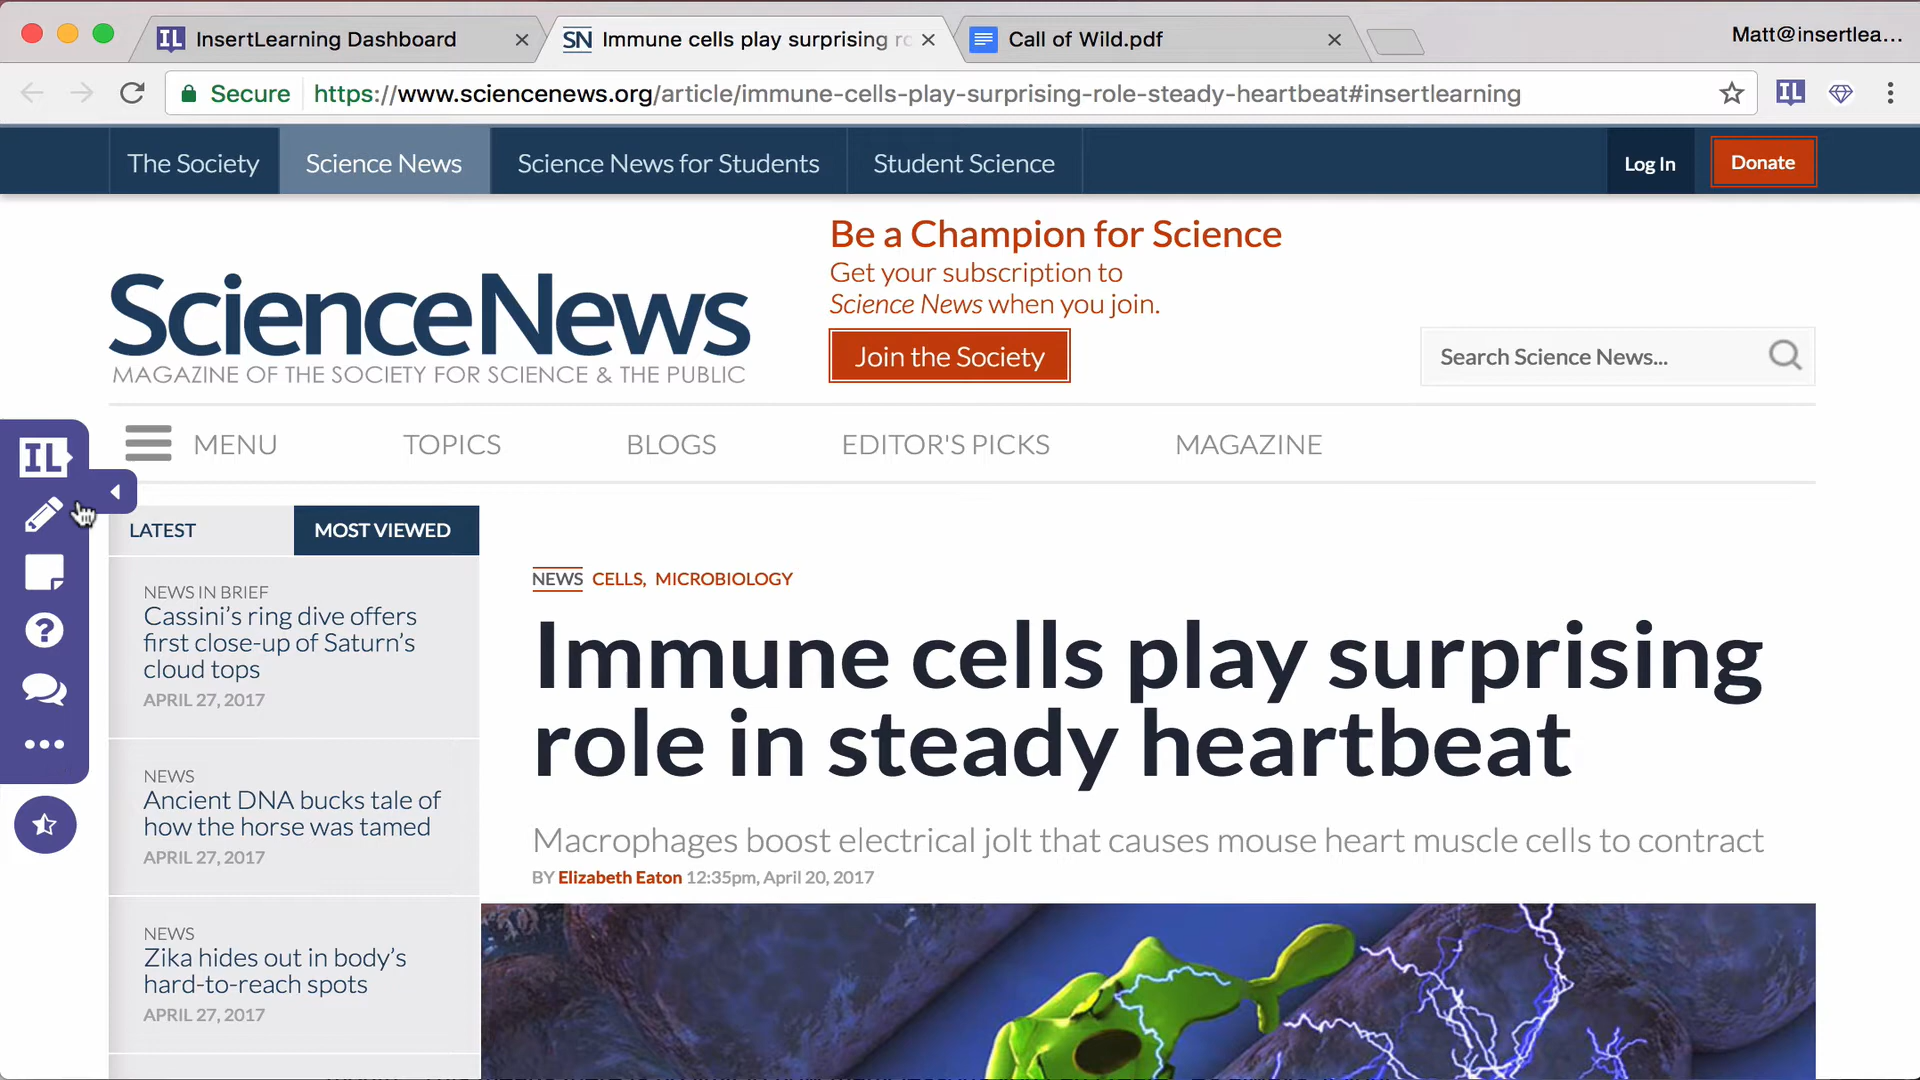 InsertLearning Dashboard
Immune cells play surprising ro
Call of Wild.pdf
Matt@insertlea...
Secure
https://www.sciencenews.org/article/immune-cells-play-surprising-role-steady-heartbeat#insertlearning
The Society
Science News
Science News for Students
Student Science
Log In
Donate
ScienceNews
MAGAZINE OF THE SOCIETY FOR SCIENCE & THE PUBLIC
Be a Champion for Science
Get your subscription to
Science News when you join.
Join the Society
Search Science News...
MENU
TOPICS
BLOGS
EDITOR'S PICKS
MAGAZINE
IL
LATEST
MOST VIEWED
NEWS IN BRIEF
Cassini’s ring dive offers
first close-up of Saturn’s
cloud tops
APRIL 27, 2017
NEWS
Ancient DNA bucks tale of
how the horse was tamed
APRIL 27, 2017
NEWS
Zika hides out in body’s
hard-to-reach spots
APRIL 27, 2017
NEWS CELLS, MICROBIOLOGY
Immune cells play surprising
role in steady heartbeat
Macrophages boost electrical jolt that causes mouse heart muscle cells to contract
BY Elizabeth Eaton 12:35pm, April 20, 2017